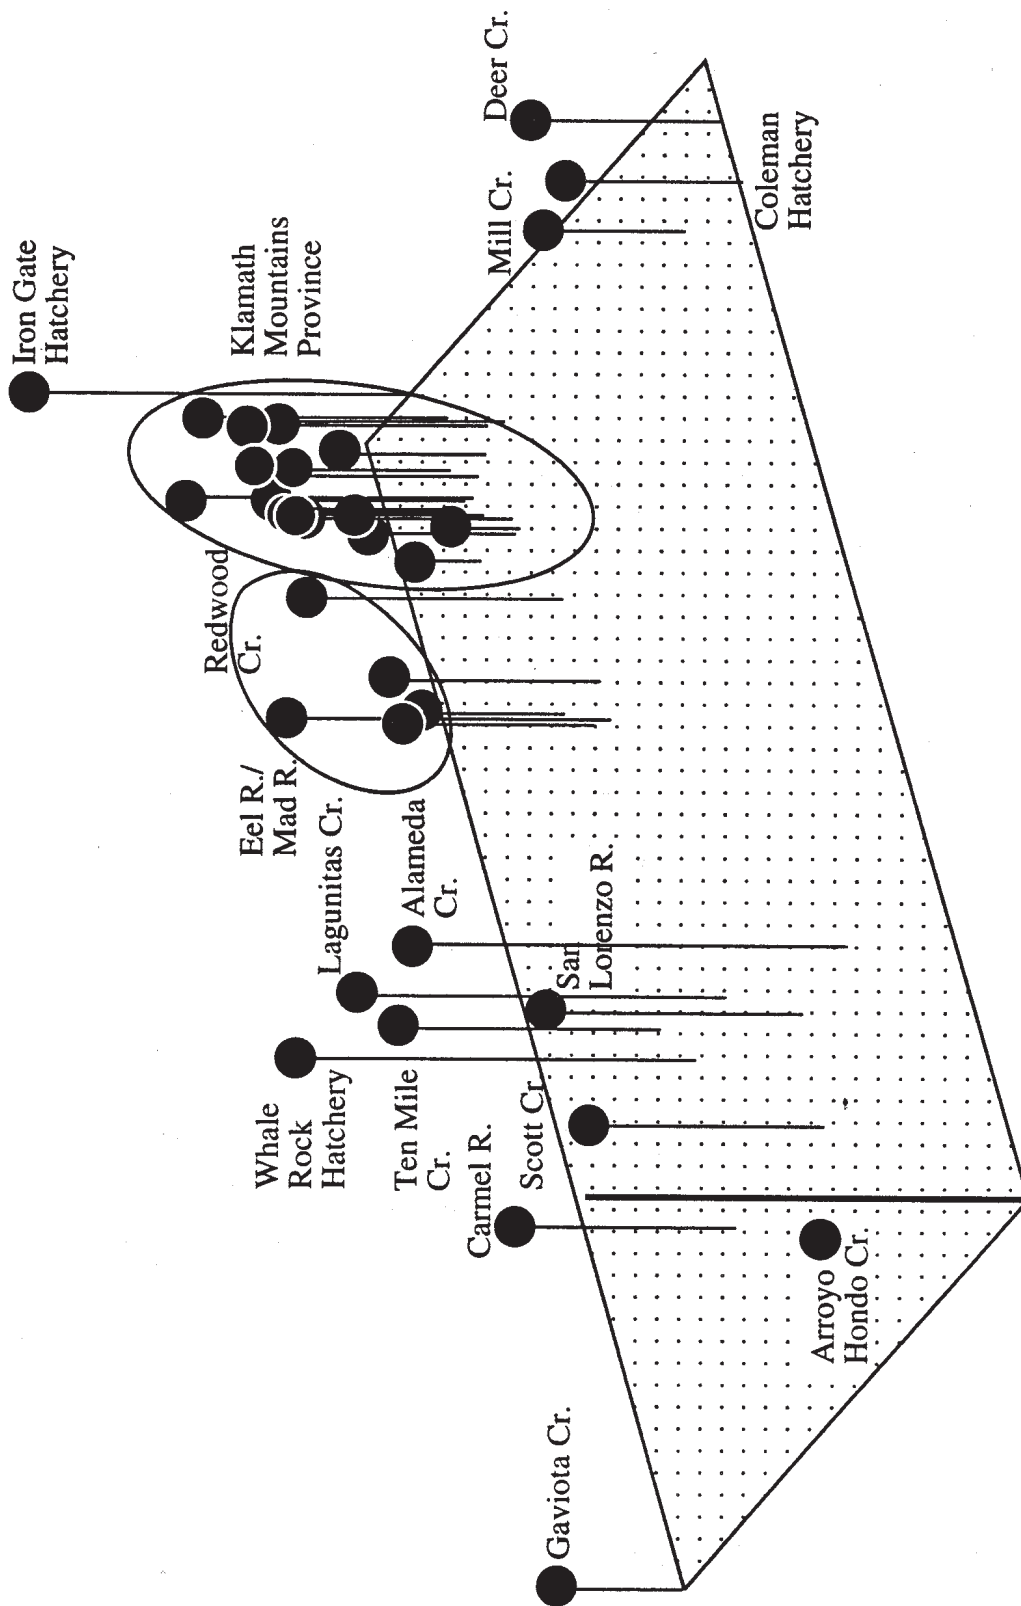 Iron Gate
Hatchery
Klamath
Mountains
Province
Deer Cr.
Mill Cr.
Coleman
Hatchery
Redwood
Cr.
Eel R./
Mad R.
Lagunitas Cr.
Alameda
Cr.
San
Lorenzo R.
Whale
Rock
Hatchery
Ten Mile
Cr.
Scott Cr.
Carmel R.
Arroyo
Hondo Cr.
Gaviota Cr.